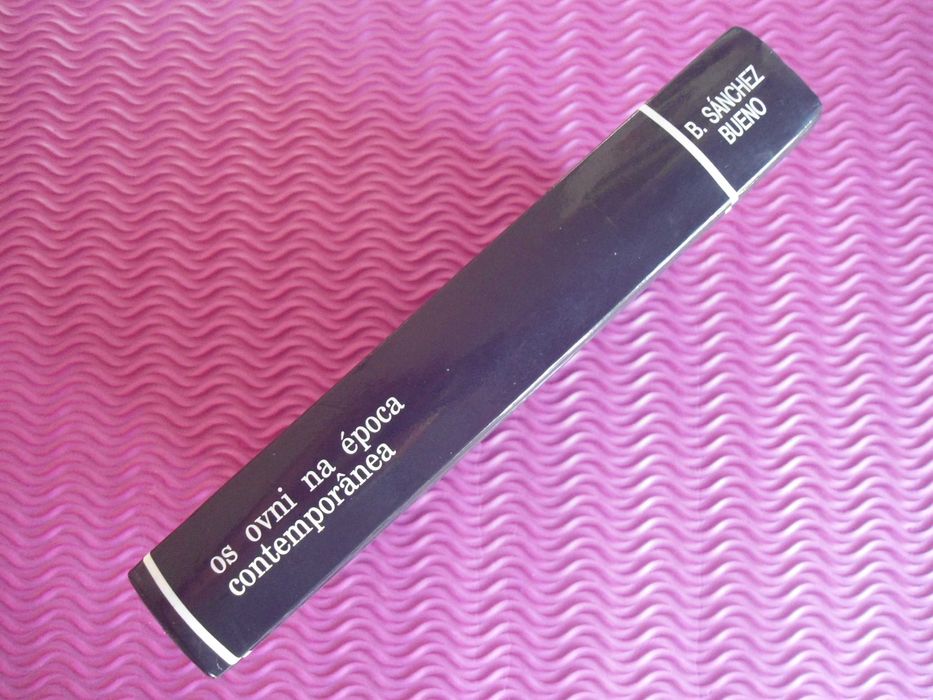 os ovni na época
contemporânea
B. SÁNCHEZ
BUENO